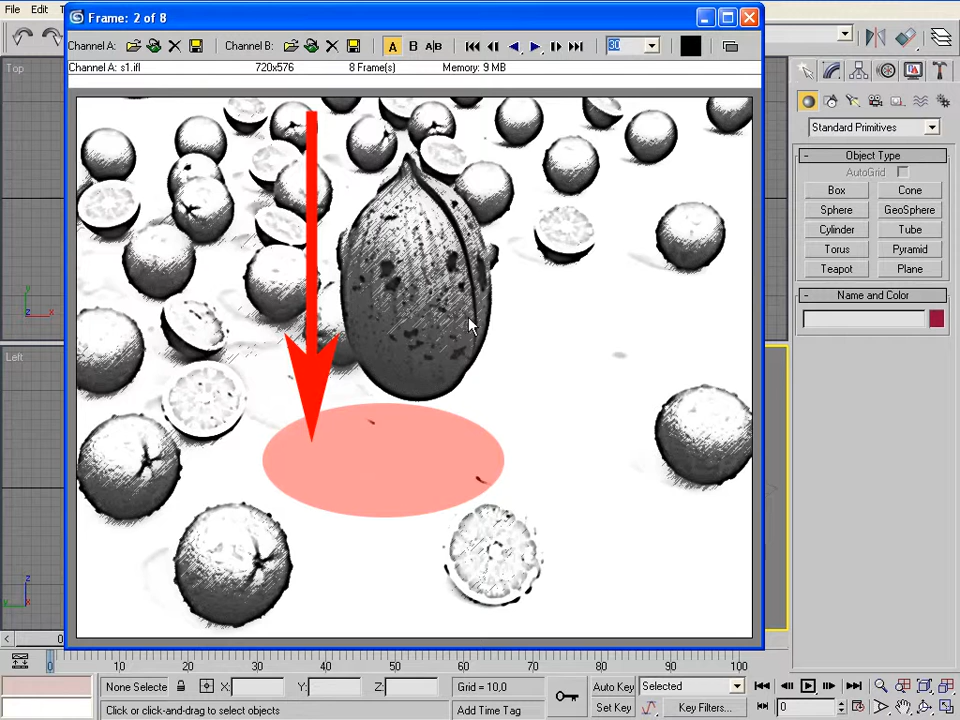 File Edit
Frame: 2 of 8
Channel A:
Channel B:
A B A|B
30
Channel A: s1.ifl 720x576 8 Frame(s) Memory: 9 MB
Top
Left
Standard Primitives
- Object Type
AutoGrid
Box Cone
Sphere GeoSphere
Cylinder Tube
Torus Pyramid
Teapot Plane
- Name and Color
y
x
z
y
z
x
< 0
0 10 20 30 40 50 60 70 80 90 100
None Selecte X: Y: Z: Grid = 10,0 Auto Key Selected
Click or click-and-drag to select objects Add Time Tag Set Key Key Filters... 0